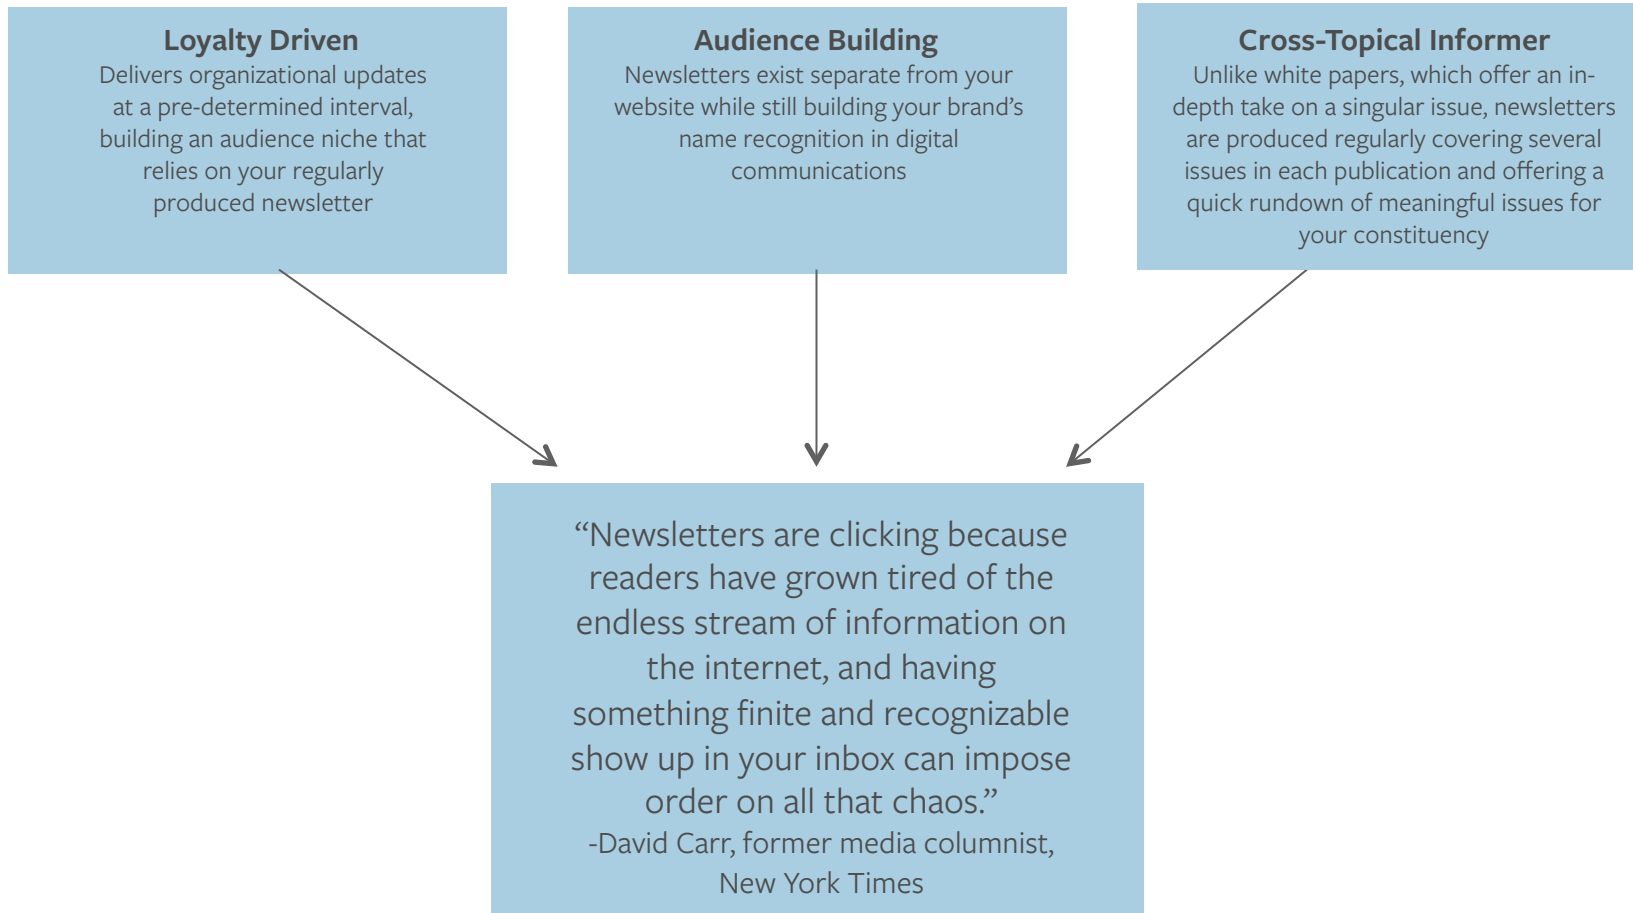 Loyalty Driven
Delivers organizational updates
at a pre-determined interval,
building an audience niche that
relies on your regularly
produced newsletter
Audience Building
Newsletters exist separate from your
website while still building your brand’s
name recognition in digital
communications
Cross-Topical Informer
Unlike white papers, which offer an in-
depth take on a singular issue, newsletters
are produced regularly covering several
issues in each publication and offering a
quick rundown of meaningful issues for
your constituency
“Newsletters are clicking because
readers have grown tired of the
endless stream of information on
the internet, and having
something finite and recognizable
show up in your inbox can impose
order on all that chaos.”
-David Carr, former media columnist,
New York Times